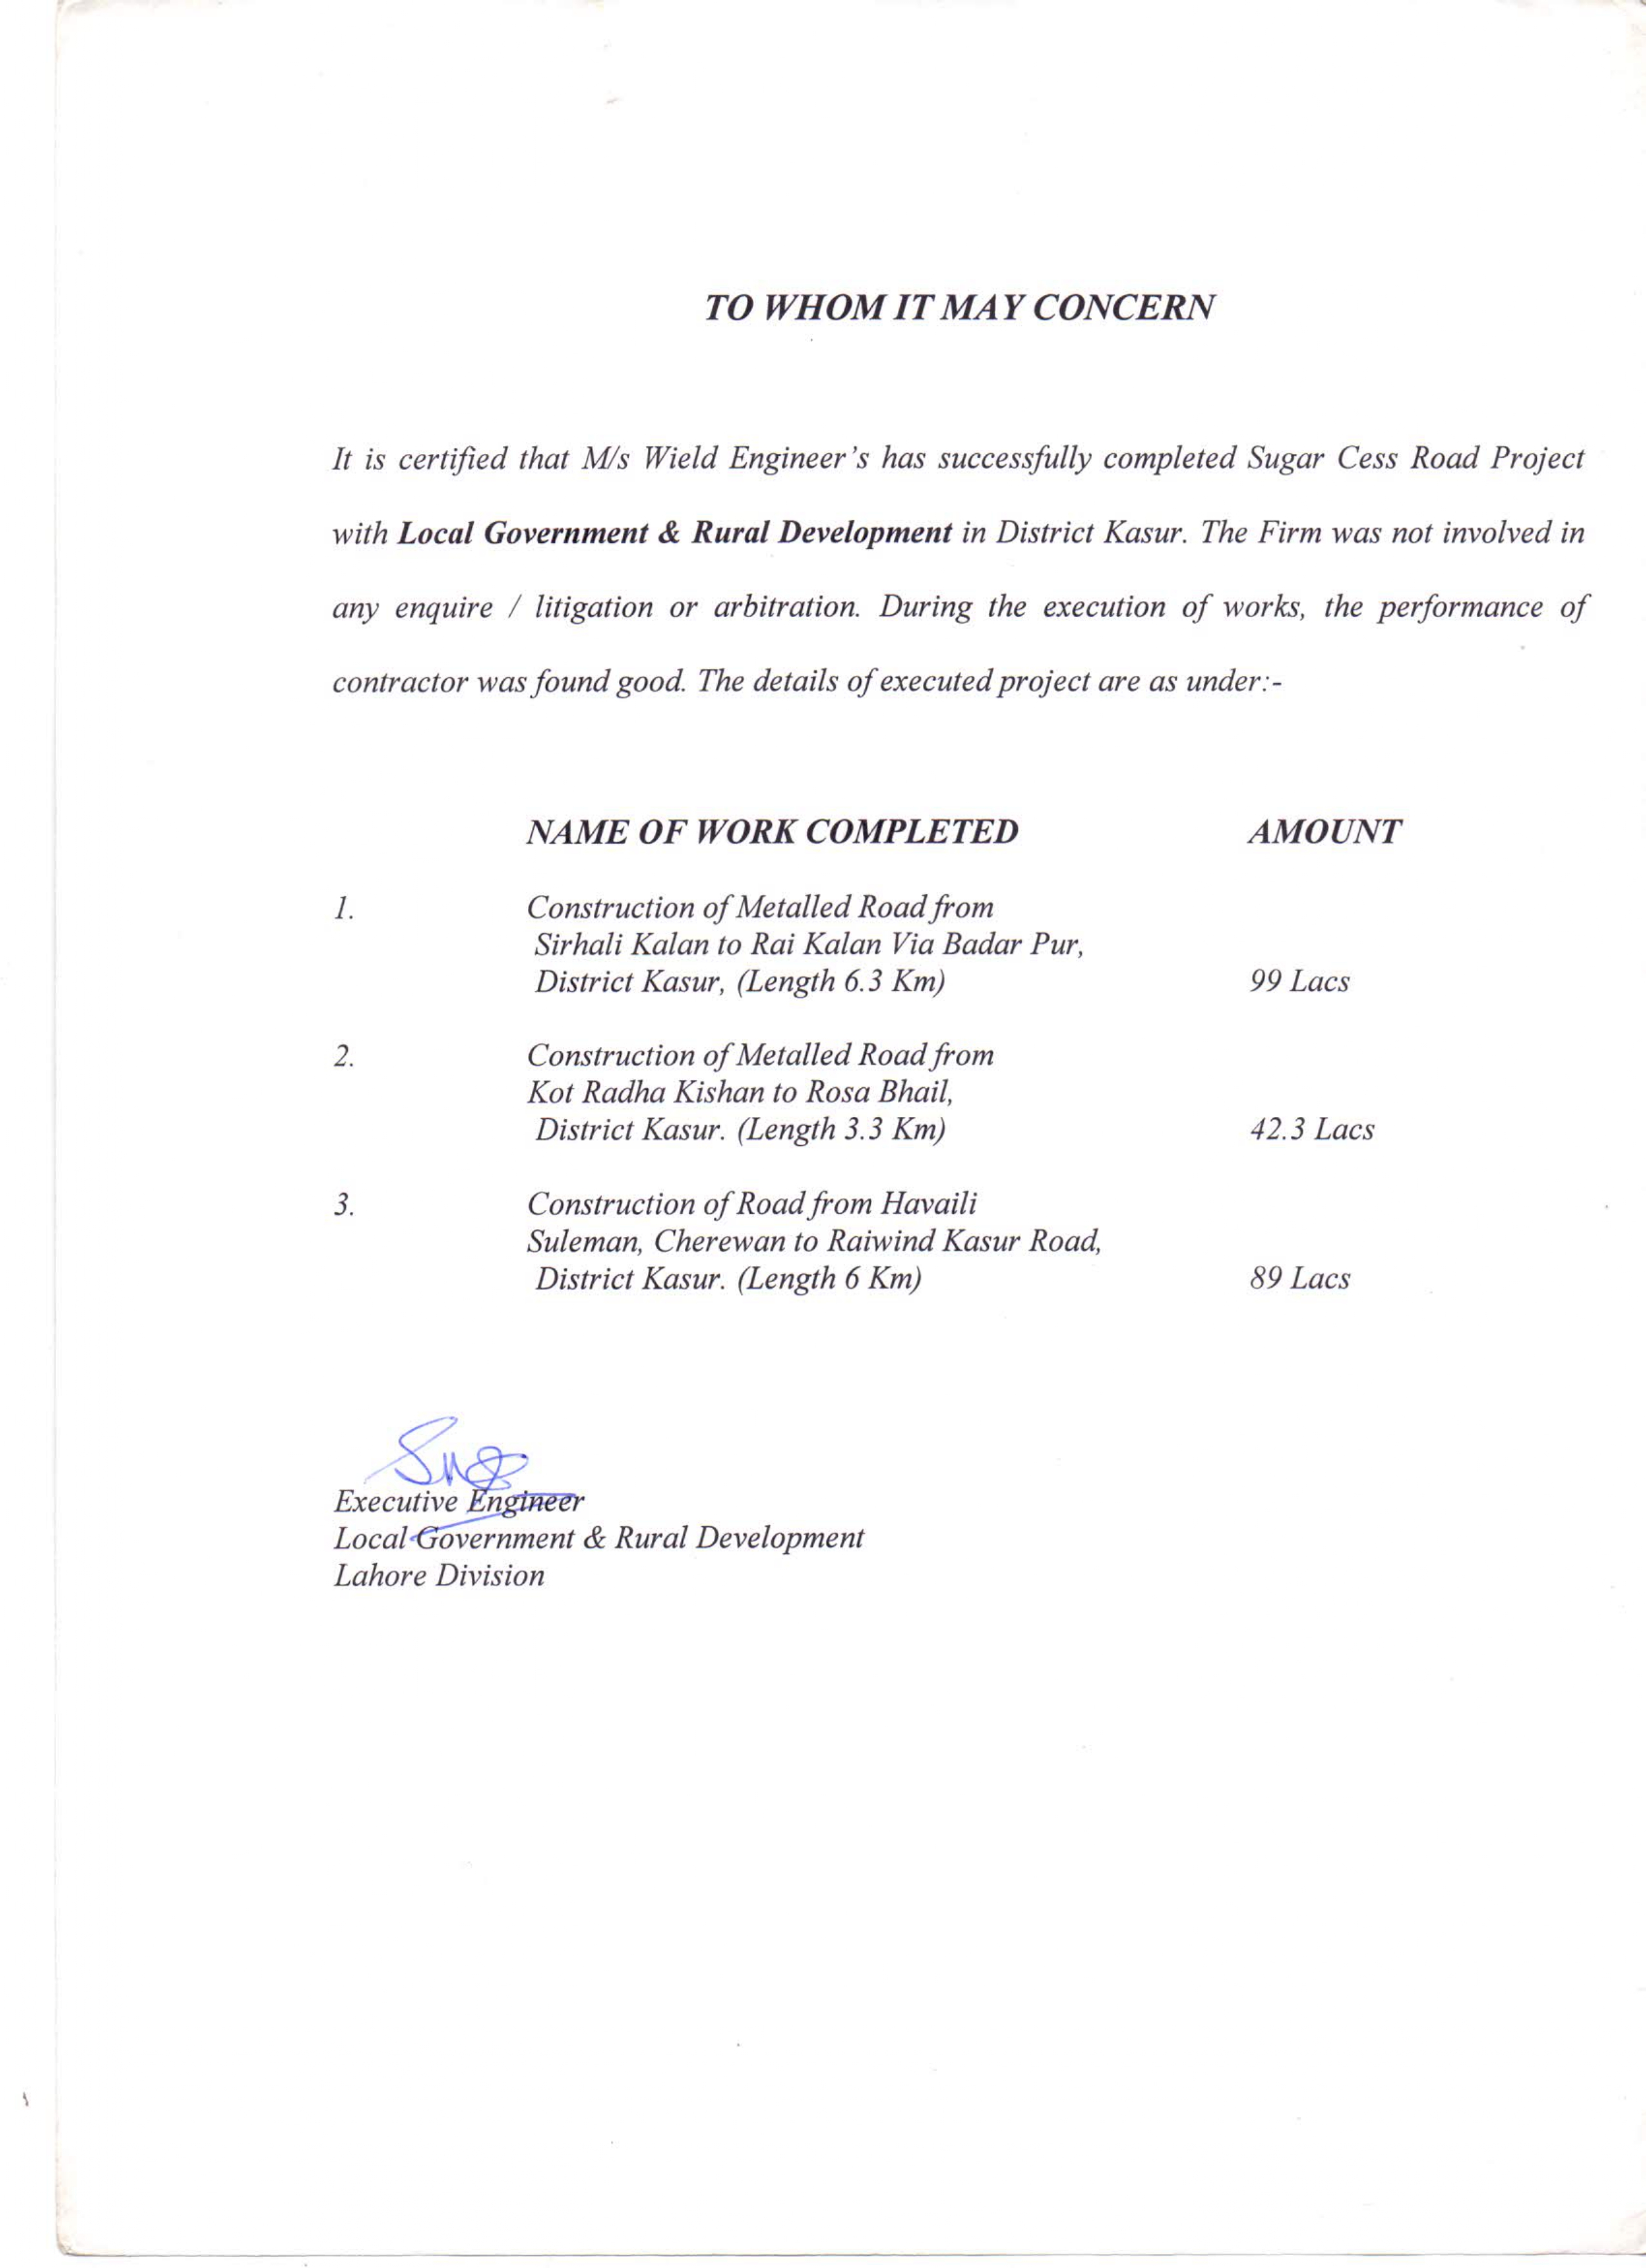 TO WHOM IT MAY CONCERN
It is certified that M/s Wield Engineer's has successfully completed Sugar Cess Road Project
with Local Government & Rural Development in District Kasur. The Firm was not involved in
any enquire / litigation or arbitration. During the execution of works, the performance of
contractor was found good. The details of executed project are as under:-
NAME OF WORK COMPLETED AMOUNT
1. Construction of Metalled Road from
Sirhali Kalan to Rai Kalan Via Badar Pur,
District Kasur, (Length 6.3 Km) 99 Lacs
2. Construction of Metalled Road from
Kot Radha Kishan to Rosa Bhail,
District Kasur. (Length 3.3 Km) 42.3 Lacs
3. Construction of Road from Havaili
Suleman, Cherewan to Raiwind Kasur Road,
District Kasur. (Length 6 Km) 89 Lacs
Executive Engineer
Local Government & Rural Development
Lahore Division